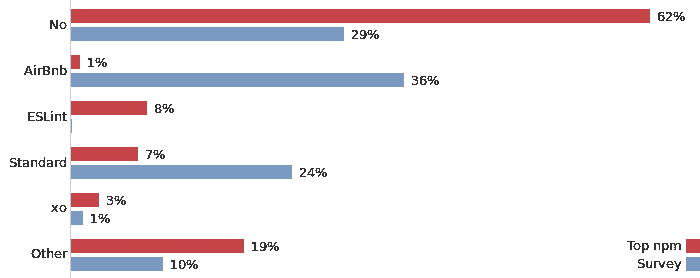 No
62%
29%
AirBnb
1%
36%
ESLint
8%
Standard
7%
24%
xo
3%
1%
Other
19%
10%
Top npm
Survey